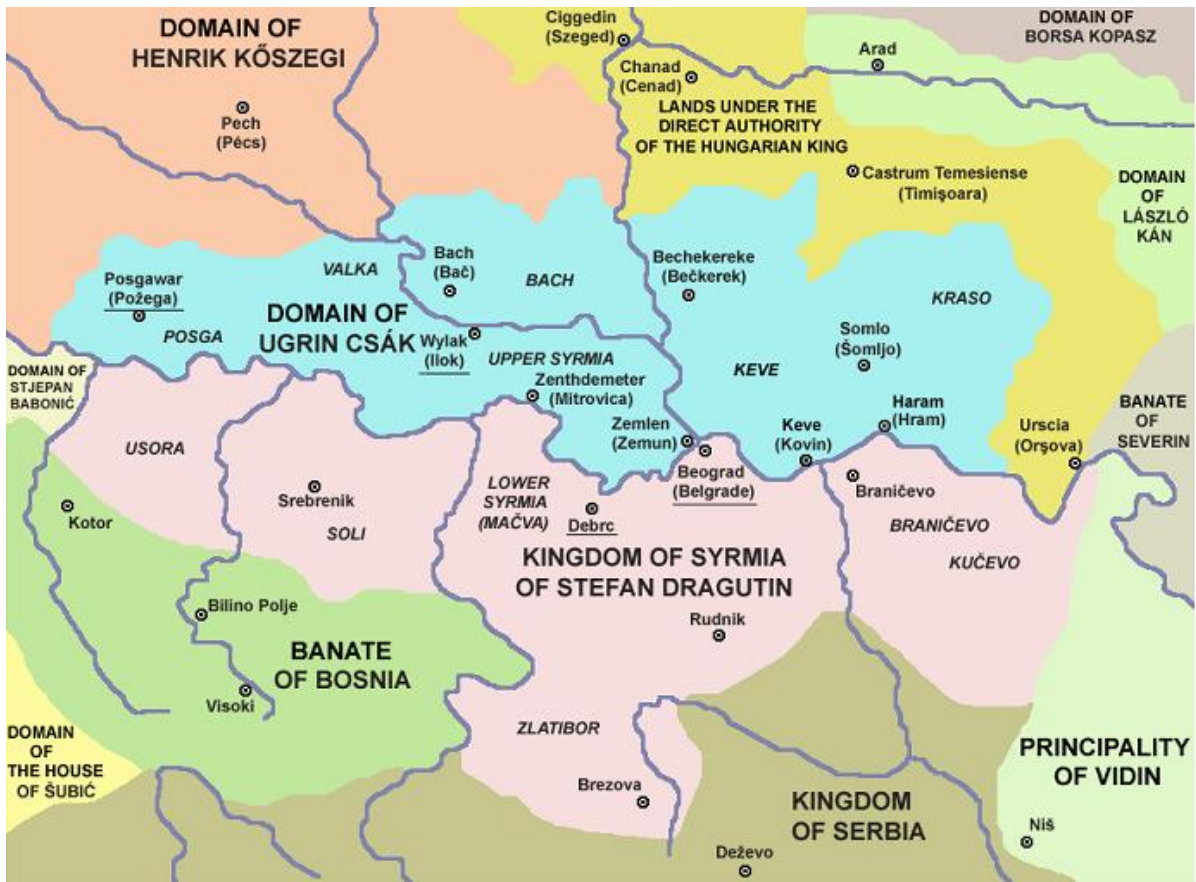 DOMAIN OF
HENRIK KŐSZEGI
Ciggedin
(Szeged)
DOMAIN OF
BORSA KOPASZ
Arad
Chanad
(Cenad)
LANDS UNDER THE
DIRECT AUTHORITY
OF THE HUNGARIAN KING
Pech
(Pécs)
Castrum Temesiense
(Timişoara)
DOMAIN
OF
LÁSZLÓ
KÁN
Posgawar
(Požega)
VALKA
Bach
(Bač)
BACH
Bechekereke
(Bečkerek)
KRASO
POSGA
DOMAIN OF
UGRIN CSÁK
Wylak
(Ilok)
UPPER SYRMIA
Somlo
(Šomljo)
KEVE
Zenthdemeter
(Mitrovica)
DOMAIN OF
STJEPAN
BABONIĆ
Zemlen
(Zemun)
Keve
(Kovin)
Haram
(Hram)
Urscia
(Orşova)
BANATE
OF
SEVERIN
USORA
Srebrenik
SOLI
LOWER
SYRMIA
(MAČVA)
Beograd
(Belgrade)
Debrc
Braničevo
BRANIČEVO
KUČEVO
Kotor
KINGDOM OF SYRMIA
OF STEFAN DRAGUTIN
Bilino Polje
Rudnik
BANATE
OF BOSNIA
Visoki
ZLATIBOR
DOMAIN
OF
THE HOUSE
OF ŠUBIĆ
Brezova
KINGDOM
OF SERBIA
PRINCIPALITY
OF VIDIN
Niš
Deževo